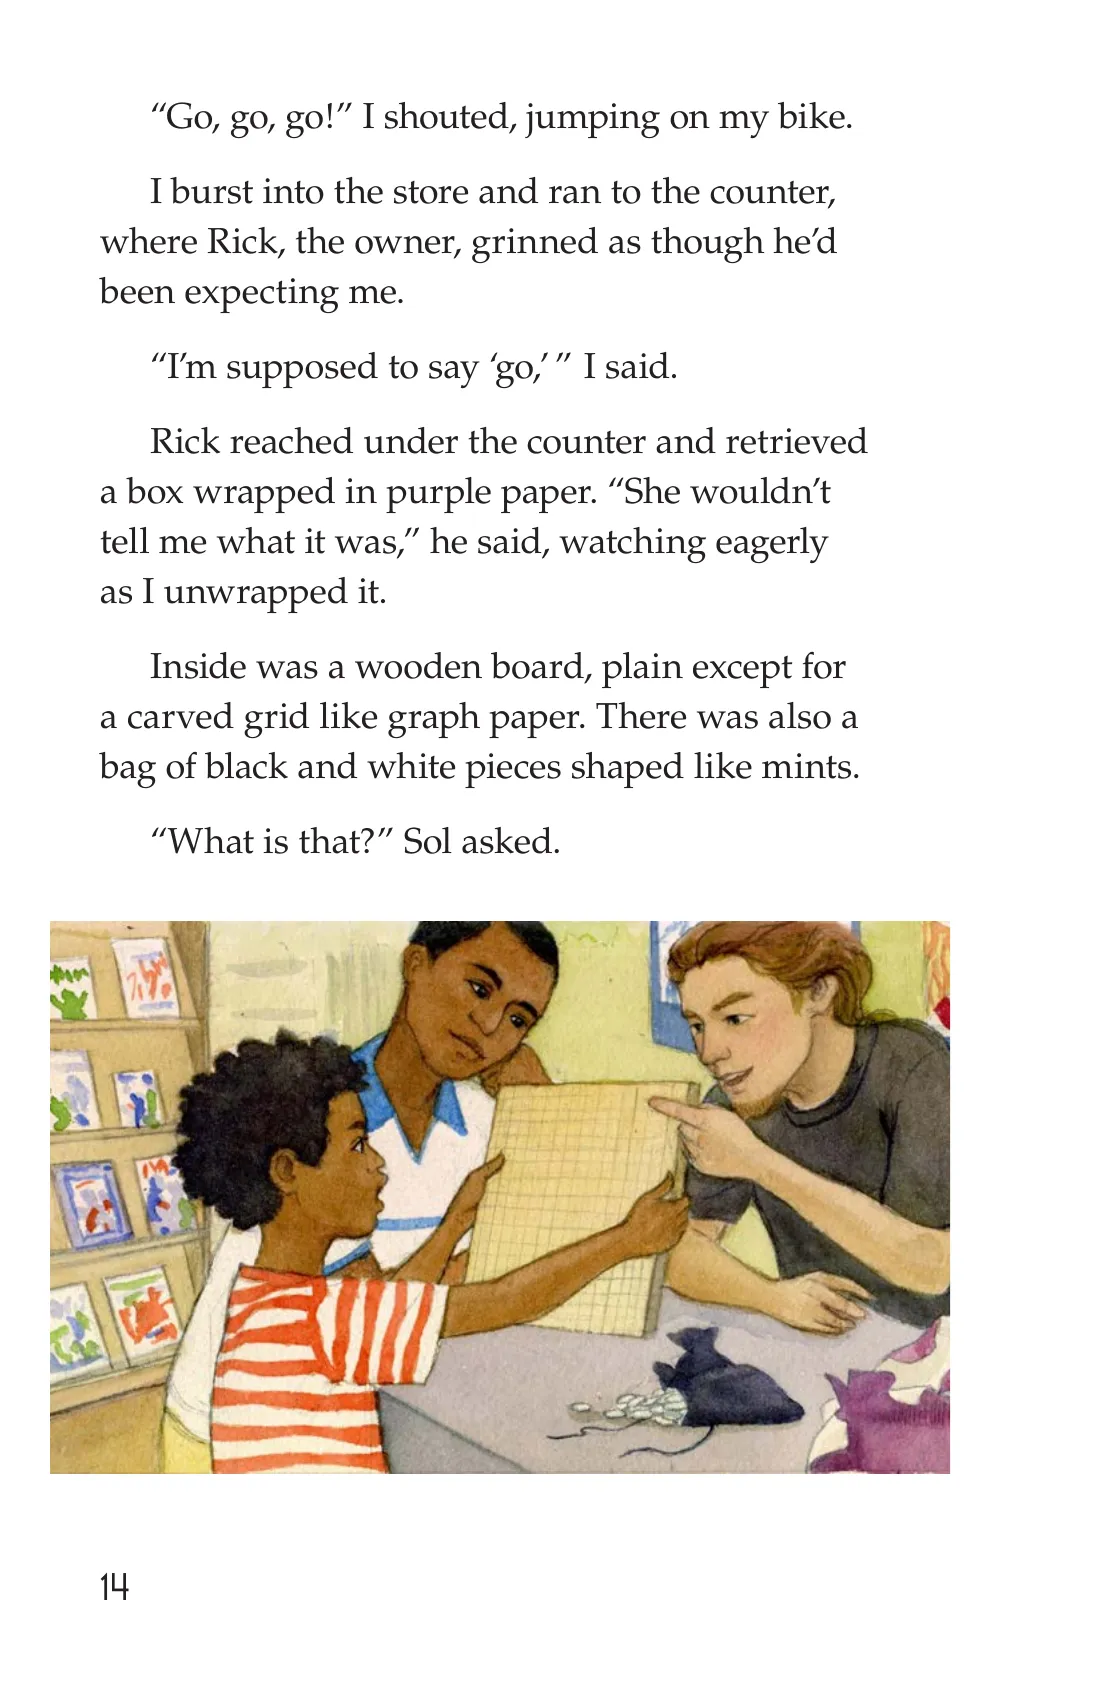 “Go, go, go!” I shouted, jumping on my bike.
I burst into the store and ran to the counter,
where Rick, the owner, grinned as though he’d
been expecting me.
“I’m supposed to say ‘go,’ ” I said.
Rick reached under the counter and retrieved
a box wrapped in purple paper. “She wouldn’t
tell me what it was,” he said, watching eagerly
as I unwrapped it.
Inside was a wooden board, plain except for
a carved grid like graph paper. There was also a
bag of black and white pieces shaped like mints.
“What is that?” Sol asked.
14